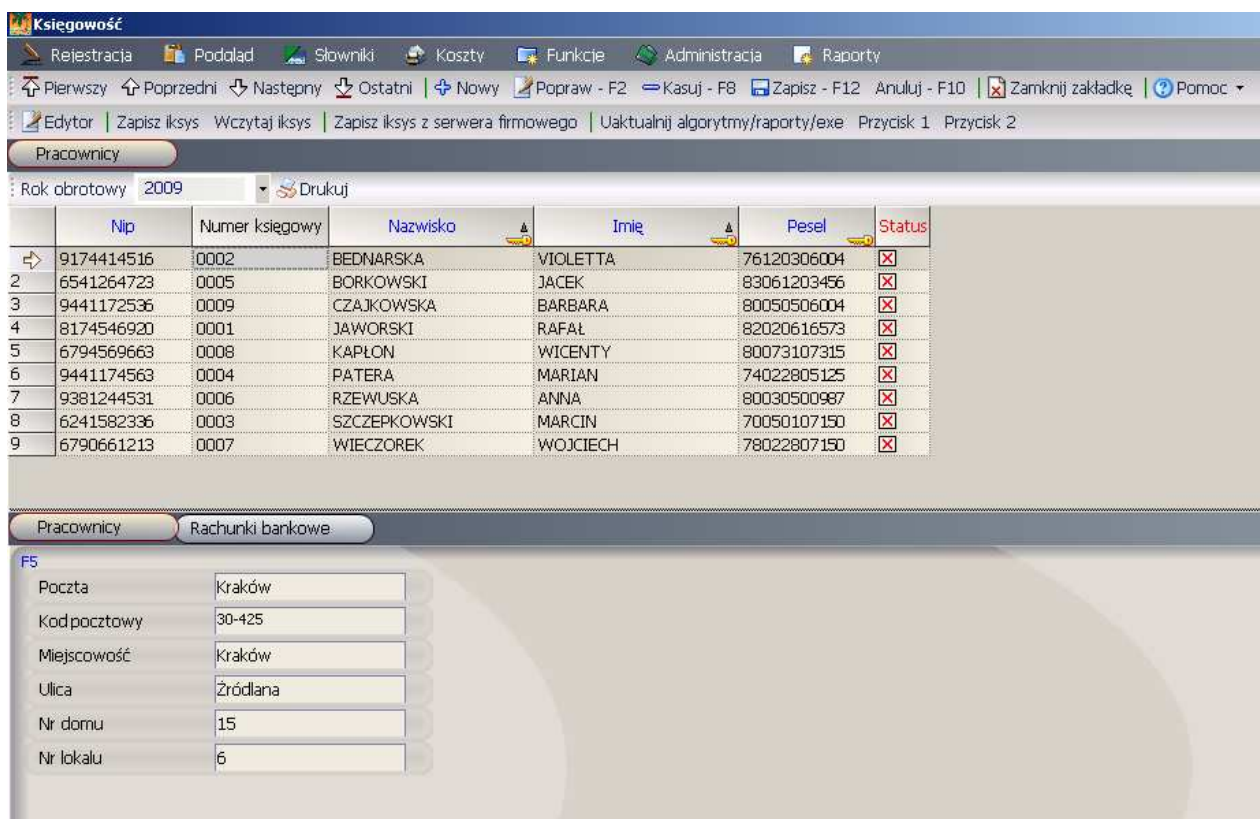 Księgowość
Rejestracja Podgląd Słowniki Koszty Funkcje Administracja Raporty
Pierwszy Poprzedni Następny Ostatni Nowy Popraw - F2 Kasuj - F8 Zapisz - F12 Anuluj - F10 Zamknij zakładkę Pomoc
Edytor Zapisz iksys Wczytaj iksys Zapisz iksys z serwera firmowego Uaktualnij algorytmy/raporty/exe Przycisk 1 Przycisk 2
Pracownicy
Rok obrotowy 2009 Drukuj
Nip Numer księgowy Nazwisko Imię Pesel Status
9174414516 0002 BEDNARSKA VIOLETTA 76120306004
2 6541264723 0005 BORKOWSKI JACEK 83061203456
3 9441172536 0009 CZAJKOWSKA BARBARA 80050506004
4 8174546920 0001 JAWORSKI RAFAŁ 82020616573
5 6794569663 0008 KAPŁON WICENTY 80073107315
6 9441174563 0004 PATERA MARIAN 74022805125
7 9381244531 0006 RZEWUSKA ANNA 80030500987
8 6241582336 0003 SZCZEPKOWSKI MARCIN 70050107150
9 6790661213 0007 WIECZOREK WOJCIECH 78022807150
Pracownicy Rachunki bankowe
F5
Poczta Kraków
Kod pocztowy 30-425
Miejscowość Kraków
Ulica Źródlana
Nr domu 15
Nr lokalu 6